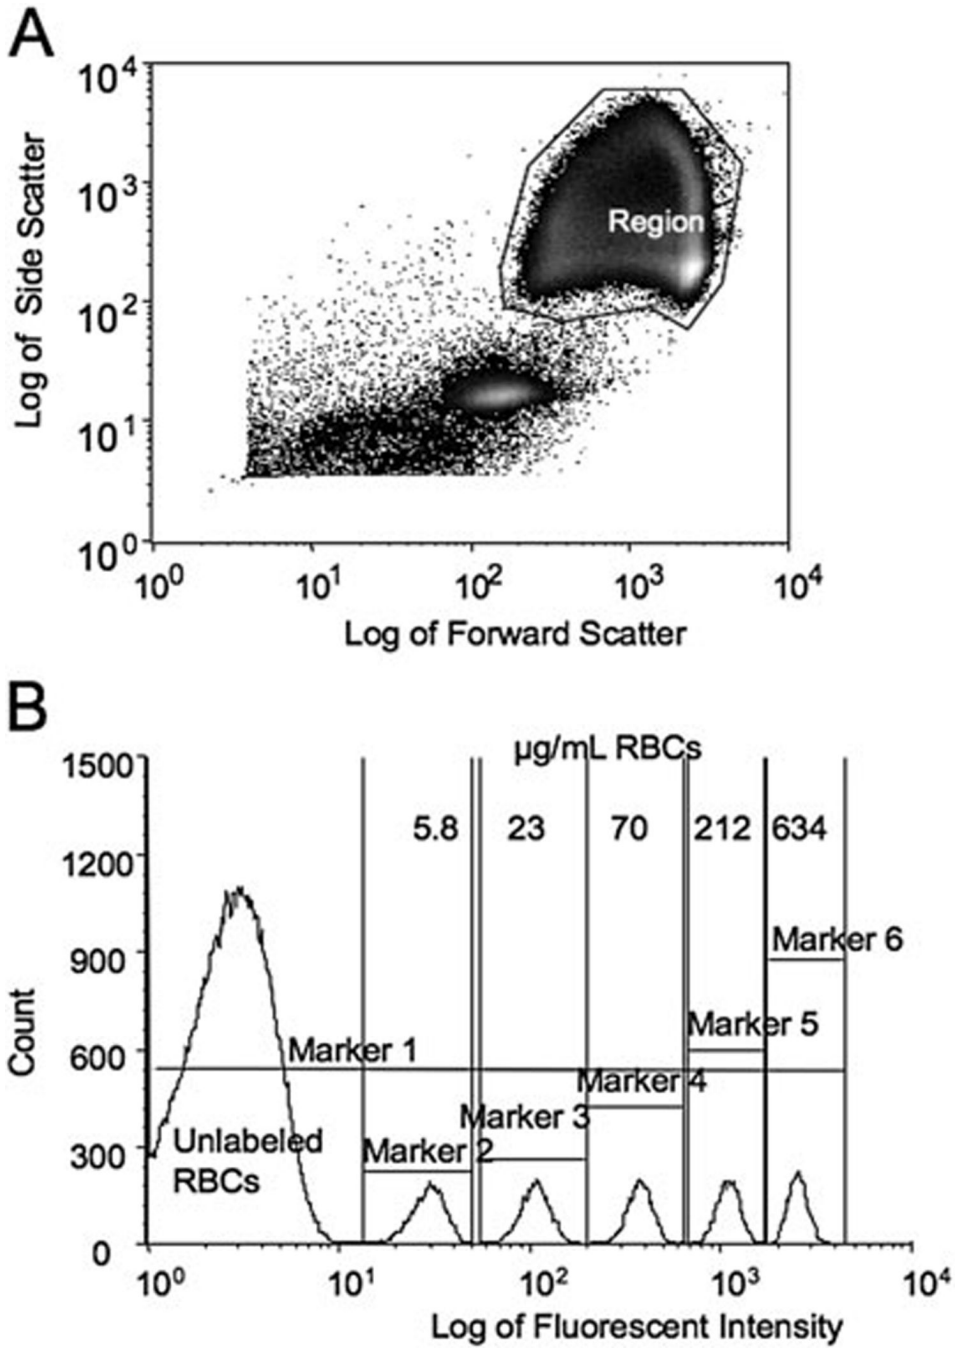 A
10⁴
10³
10²
10¹
10⁰
Log of Side Scatter
Region
10⁰ 10¹ 10² 10³ 10⁴
Log of Forward Scatter
B
µg/mL RBCs
1500
1200
900
600
300
0
Count
5.8 23 70 212 634
Marker 6
Marker 5
Marker 1
Marker 4
Marker 3
Marker 2
Unlabeled
RBCs
10⁰ 10¹ 10² 10³ 10⁴
Log of Fluorescent Intensity